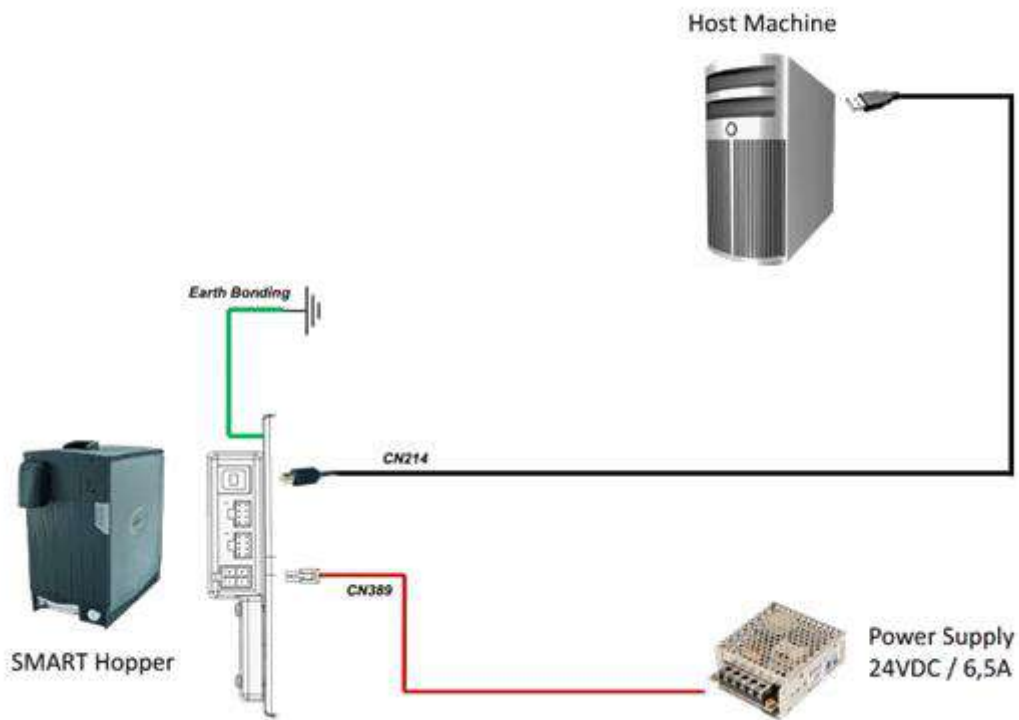 Host Machine
Earth Bonding
CN214
CN389
SMART Hopper
Power Supply
24VDC / 6,5A